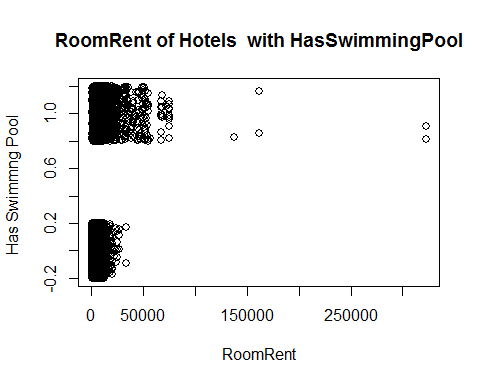 RoomRent of Hotels  with HasSwimmingPool
Has Swimmng Pool
-0.2
0.2
0.6
1.0
0
50000
150000
250000
RoomRent